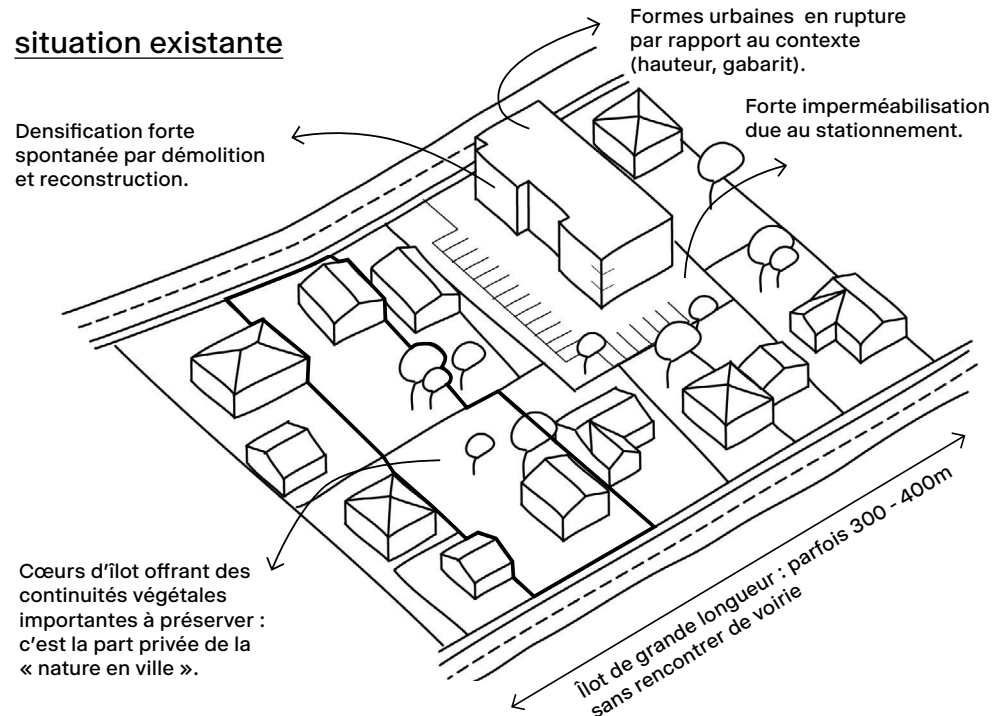 situation existante
Formes urbaines en rupture
par rapport au contexte
(hauteur, gabarit).
Densification forte
spontanée par démolition
et reconstruction.
Forte imperméabilisation
due au stationnement.
Cœurs d’îlot offrant des
continuités végétales
importantes à préserver :
c’est la part privée de la
« nature en ville ».
Îlot de grande longueur : parfois 300 - 400m
sans rencontrer de voirie